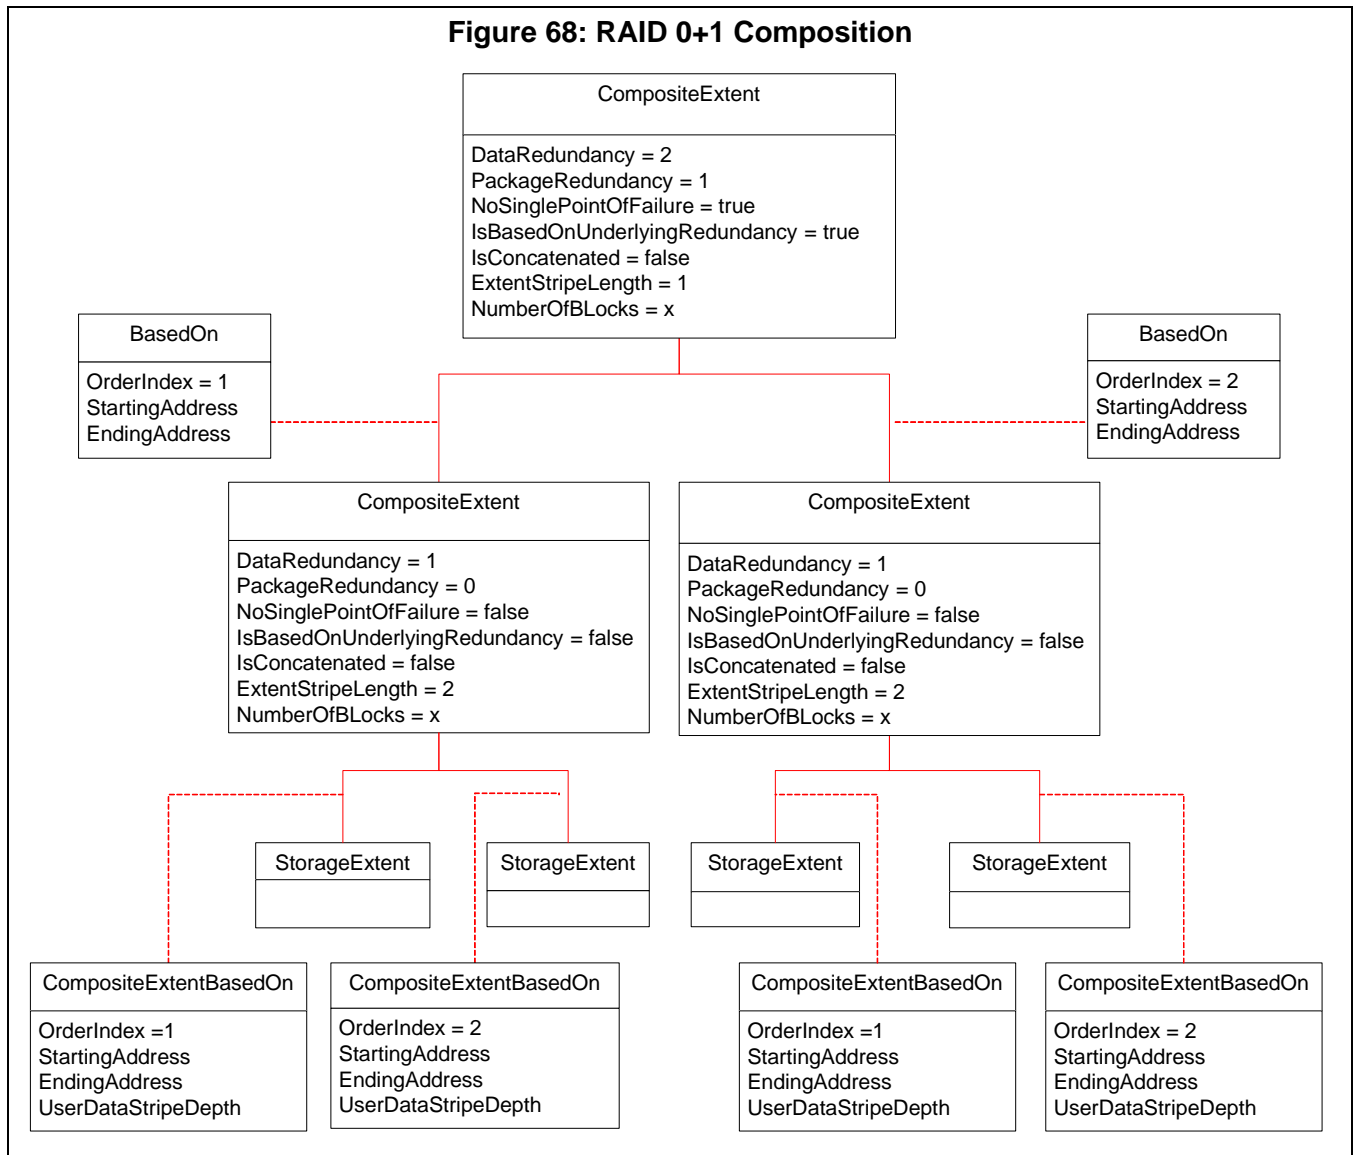 Figure 68: RAID 0+1 Composition
CompositeExtent
DataRedundancy = 2
PackageRedundancy = 1
NoSinglePointOfFailure = true
IsBasedOnUnderlyingRedundancy = true
IsConcatenated = false
ExtentStripeLength = 1
NumberOfBLocks = x
BasedOn
OrderIndex = 1
StartingAddress
EndingAddress
BasedOn
OrderIndex = 2
StartingAddress
EndingAddress
CompositeExtent
DataRedundancy = 1
PackageRedundancy = 0
NoSinglePointOfFailure = false
IsBasedOnUnderlyingRedundancy = false
IsConcatenated = false
ExtentStripeLength = 2
NumberOfBLocks = x
CompositeExtent
DataRedundancy = 1
PackageRedundancy = 0
NoSinglePointOfFailure = false
IsBasedOnUnderlyingRedundancy = false
IsConcatenated = false
ExtentStripeLength = 2
NumberOfBLocks = x
StorageExtent
StorageExtent
StorageExtent
StorageExtent
CompositeExtentBasedOn
OrderIndex =1
StartingAddress
EndingAddress
UserDataStripeDepth
CompositeExtentBasedOn
OrderIndex = 2
StartingAddress
EndingAddress
UserDataStripeDepth
CompositeExtentBasedOn
OrderIndex =1
StartingAddress
EndingAddress
UserDataStripeDepth
CompositeExtentBasedOn
OrderIndex = 2
StartingAddress
EndingAddress
UserDataStripeDepth